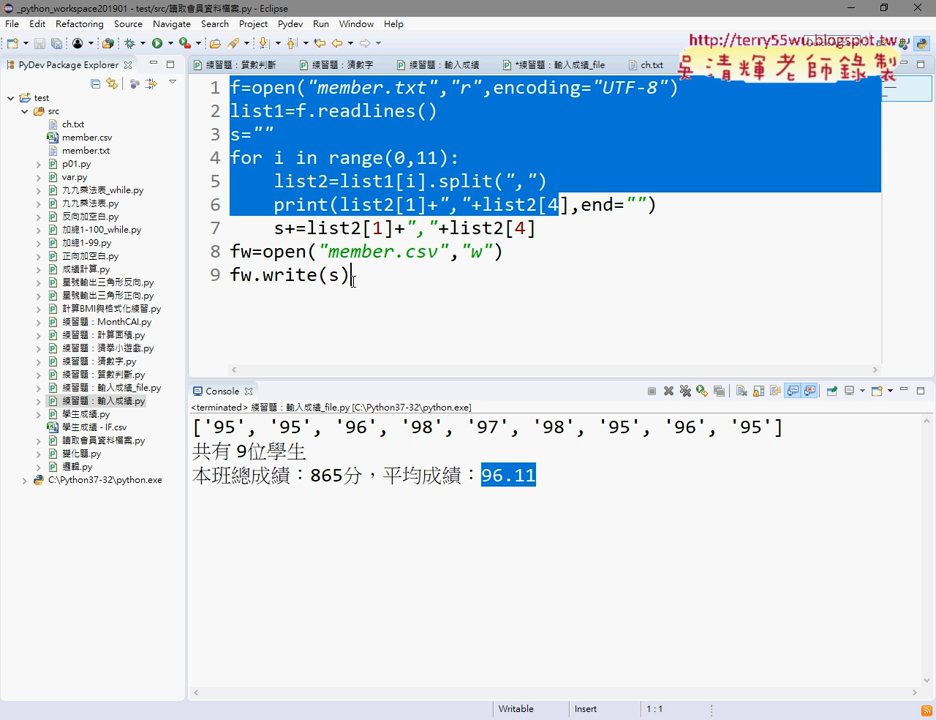 _python_workspace201901 - test/src/讀取會員資料檔案.py - Eclipse
File Edit Refactoring Source Navigate Search Project Pydev Run Window Help
http://terry55wu.blogspot.tw
吳清輝老師錄製
PyDev Package Explorer
練習題：質數判斷 練習題：猜數字 練習題：輸入成績 *練習題：輸入成績_file ch.txt
test
src
ch.txt
member.csv
member.txt
p01.py
var.py
九九乘法表_while.py
九九乘法表.py
反向加空白.py
加總1-100_while.py
加總1-99.py
正向加空白.py
成績計算.py
星號輸出三角形反向.py
星號輸出三角形正向.py
計算BMI與格式化練習.py
練習題：MonthCAI.py
練習題：計算面積.py
練習題：猜拳小遊戲.py
練習題：猜數字.py
練習題：質數判斷.py
練習題：輸入成績_file.py
練習題：輸入成績.py
學生成績.py
學生成績 - IF.csv
讀取會員資料檔案.py
變化題.py
邏輯.py
C:\Python37-32\python.exe
1 f=open("member.txt","r",encoding="UTF-8")
2 list1=f.readlines()
3 s=""
4 for i in range(0,11):
5 list2=list1[i].split(",")
6 print(list2[1]+","+list2[4],end="")
7 s+=list2[1]+","+list2[4]
8 fw=open("member.csv","w")
9 fw.write(s)
Console
<terminated> 練習題：輸入成績_file.py [C:\Python37-32\python.exe]
['95', '95', '96', '98', '97', '98', '95', '96', '95']
共有 9位學生
本班總成績：865分，平均成績：96.11
Writable Insert 1 : 1